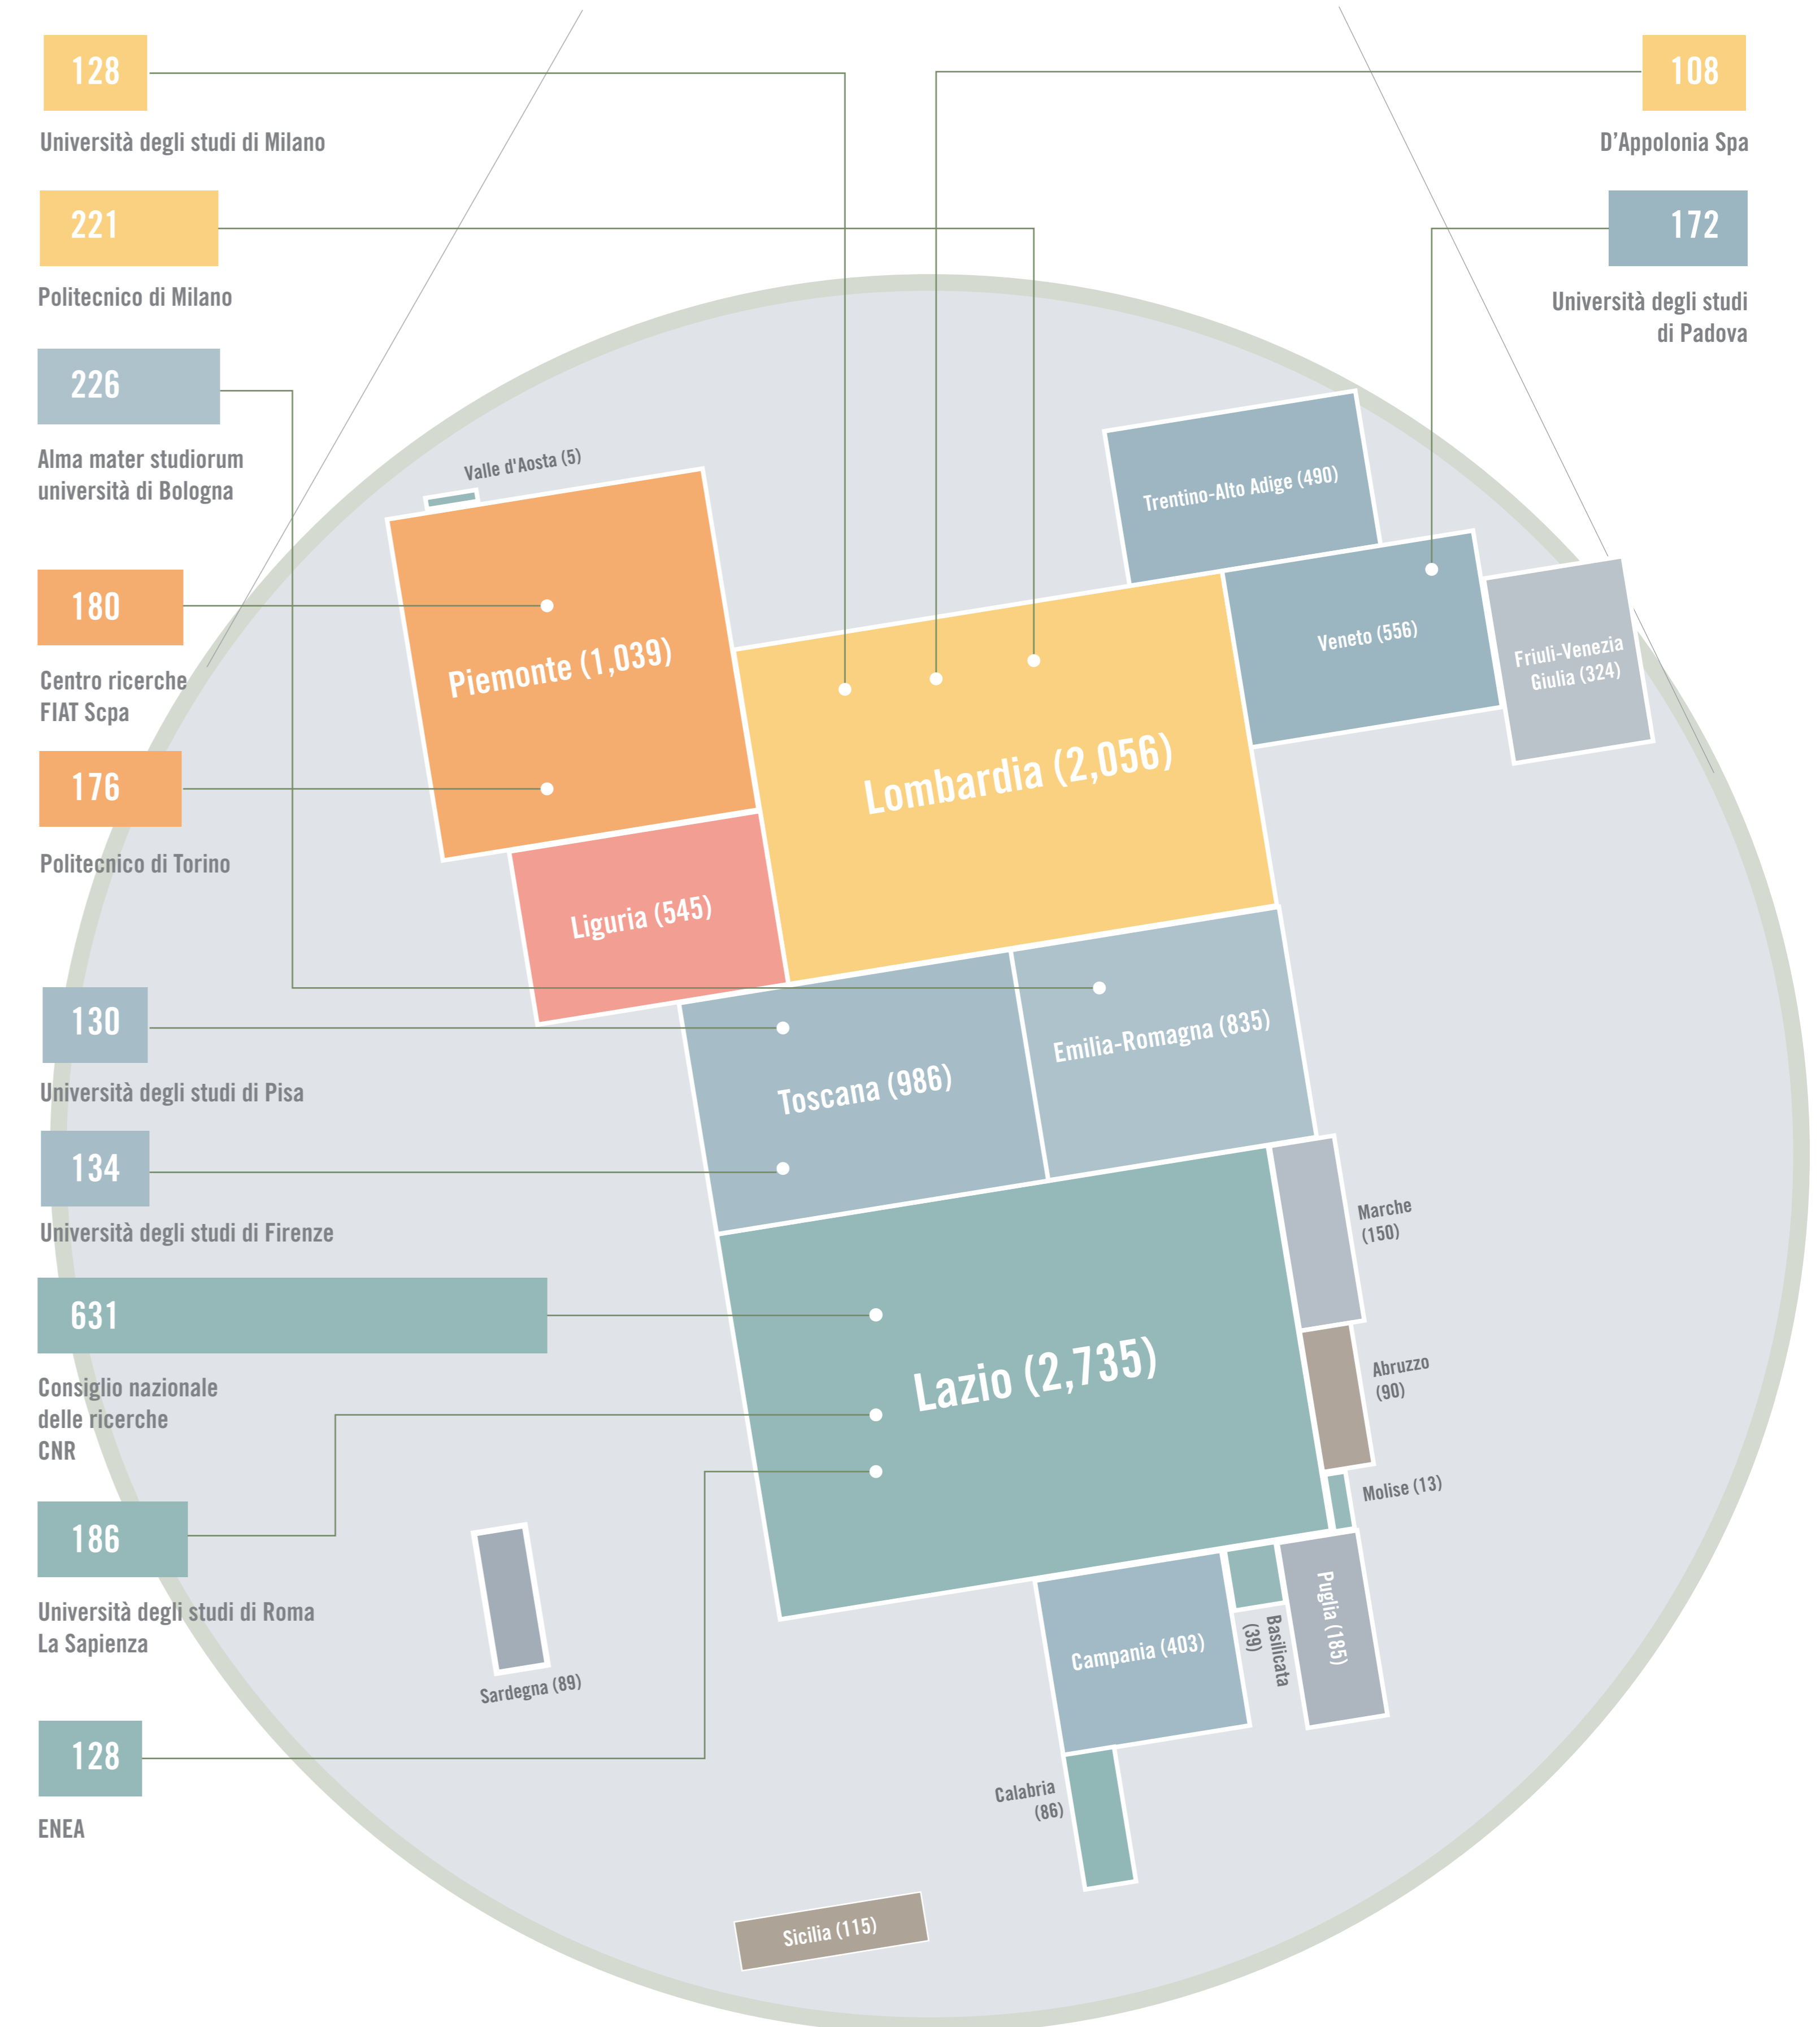 128
Università degli studi di Milano
221
Politecnico di Milano
226
Alma mater studiorum
università di Bologna
180
Centro ricerche
FIAT Scpa
176
Politecnico di Torino
130
Università degli studi di Pisa
134
Università degli studi di Firenze
631
Consiglio nazionale
delle ricerche
CNR
186
Università degli studi di Roma
La Sapienza
128
ENEA
108
D'Appolonia Spa
172
Università degli studi
di Padova
Valle d'Aosta (5)
Piemonte (1,039)
Liguria (545)
Lombardia (2,056)
Trentino-Alto Adige (490)
Veneto (556)
Friuli-Venezia
Giulia (324)
Toscana (986)
Emilia-Romagna (835)
Lazio (2,735)
Marche
(150)
Abruzzo
(90)
Molise (13)
Campania (403)
Basilicata
(39)
Puglia (185)
Calabria
(86)
Sardegna (89)
Sicilia (115)